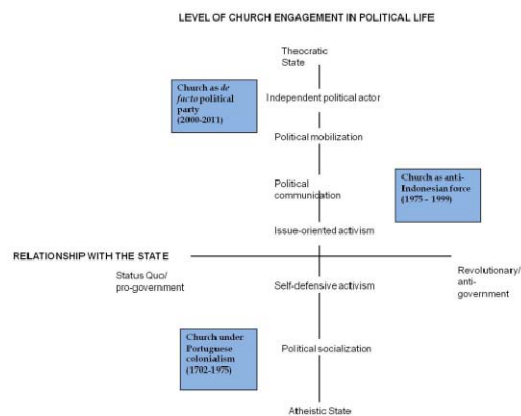 LEVEL OF CHURCH ENGAGEMENT IN POLITICAL LIFE
Theocratic
State
Church as de
facto political
party
(2000-2011)
Independent political actor
Political mobilization
Political
communication
Church as anti-
Indonesian force
(1975 - 1999)
Issue-oriented activism
RELATIONSHIP WITH THE STATE
Status Quo/
pro-government
Self-defensive activism
Revolutionary/
anti-
government
Church under
Portuguese
colonialism
(1702-1975)
Political socialization
Atheistic State